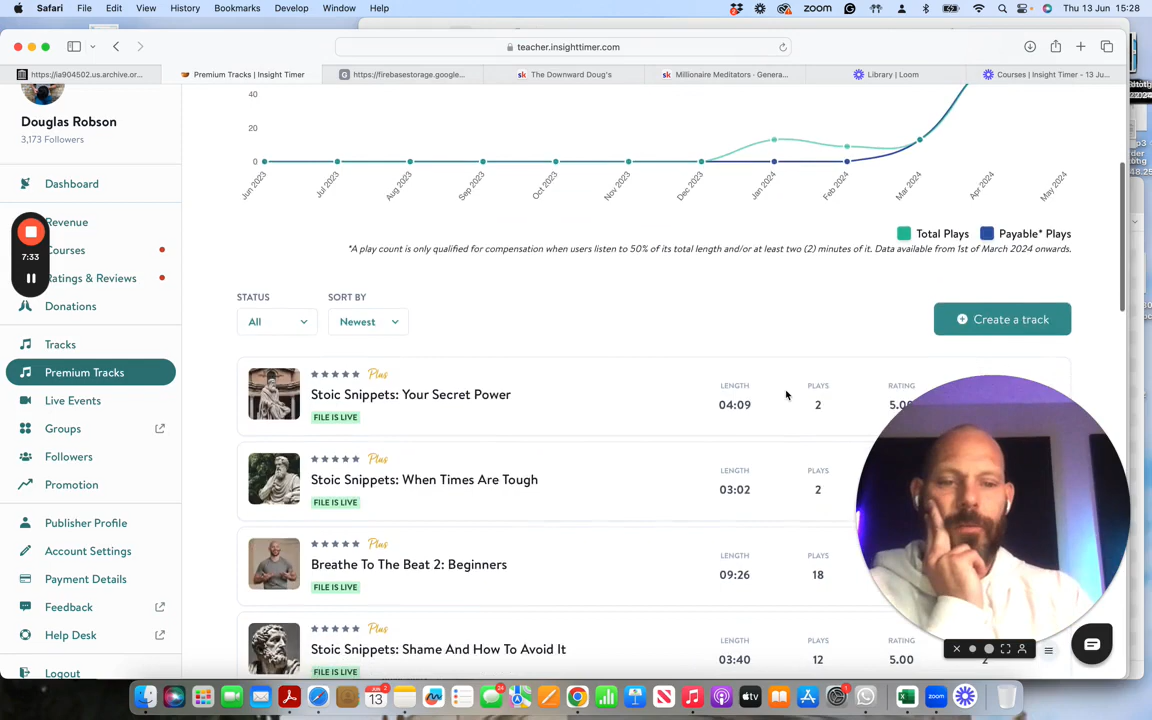 Safari File Edit View History Bookmarks Develop Window Help
zoom
Thu 13 Jun 15:28
teacher.insighttimer.com
https://ia904502.us.archive.or...
Premium Tracks | Insight Timer
https://firebasestorage.google...
The Downward Doug's
Millionaire Meditators - Genera...
Library | Loom
Courses | Insight Timer - 13 Ju...
Douglas Robson
3,173 Followers
Dashboard
Revenue
7:33
Courses
Ratings & Reviews
Donations
Tracks
Premium Tracks
Live Events
Groups
Followers
Promotion
Publisher Profile
Account Settings
Payment Details
Feedback
Help Desk
Logout
40
20
0
Jun 2023 Jul 2023 Aug 2023 Sep 2023 Oct 2023 Nov 2023 Dec 2023 Jan 2024 Feb 2024 Mar 2024 Apr 2024 May 2024
Total Plays Payable* Plays
*A play count is only qualified for compensation when users listen to 50% of its total length and/or at least two (2) minutes of it. Data available from 1st of March 2024 onwards.
STATUS SORT BY
All Newest
Create a track
Plus
Stoic Snippets: Your Secret Power
FILE IS LIVE
LENGTH PLAYS RATING
04:09 2
Plus
Stoic Snippets: When Times Are Tough
FILE IS LIVE
LENGTH PLAYS
03:02 2
Plus
Breathe To The Beat 2: Beginners
FILE IS LIVE
LENGTH PLAYS
09:26 18
Plus
Stoic Snippets: Shame And How To Avoid It
FILE IS LIVE
LENGTH PLAYS
03:40 12 5.00